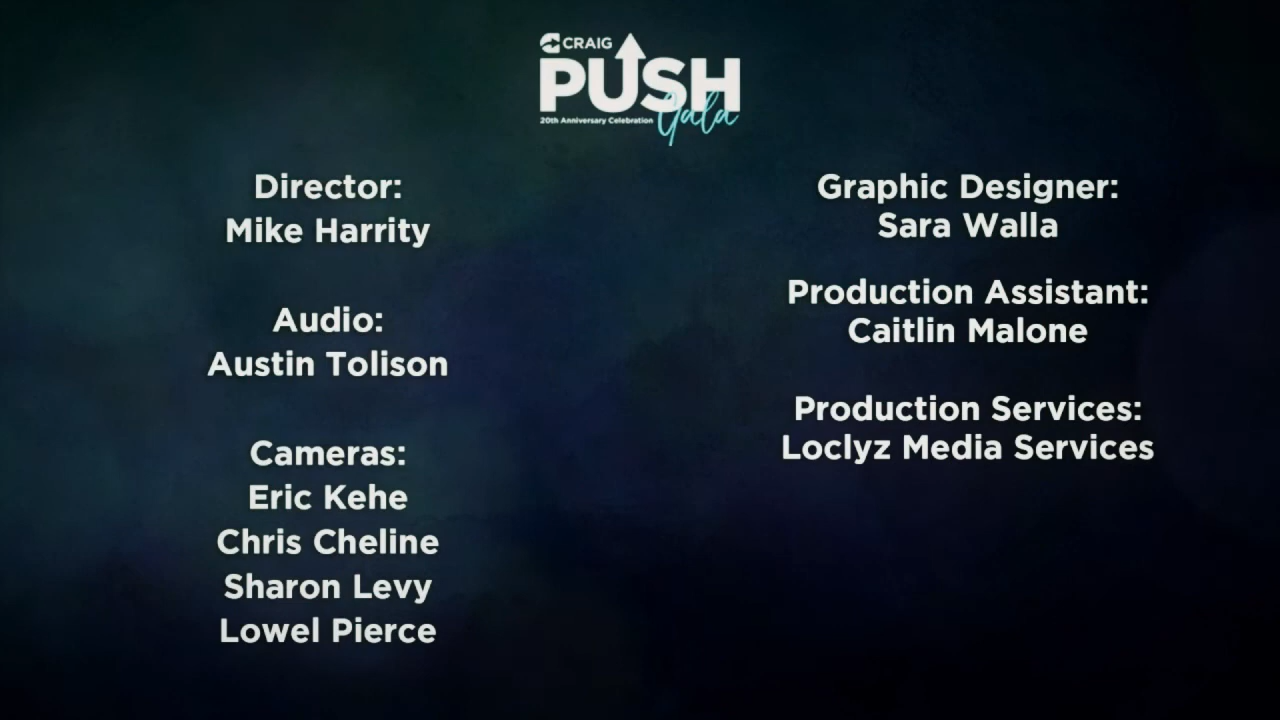 CRAIG
PUSH
20th Anniversary Celebration Gala
Director:
Mike Harrity
Audio:
Austin Tolison
Cameras:
Eric Kehe
Chris Cheline
Sharon Levy
Lowel Pierce
Graphic Designer:
Sara Walla
Production Assistant:
Caitlin Malone
Production Services:
Loclyz Media Services